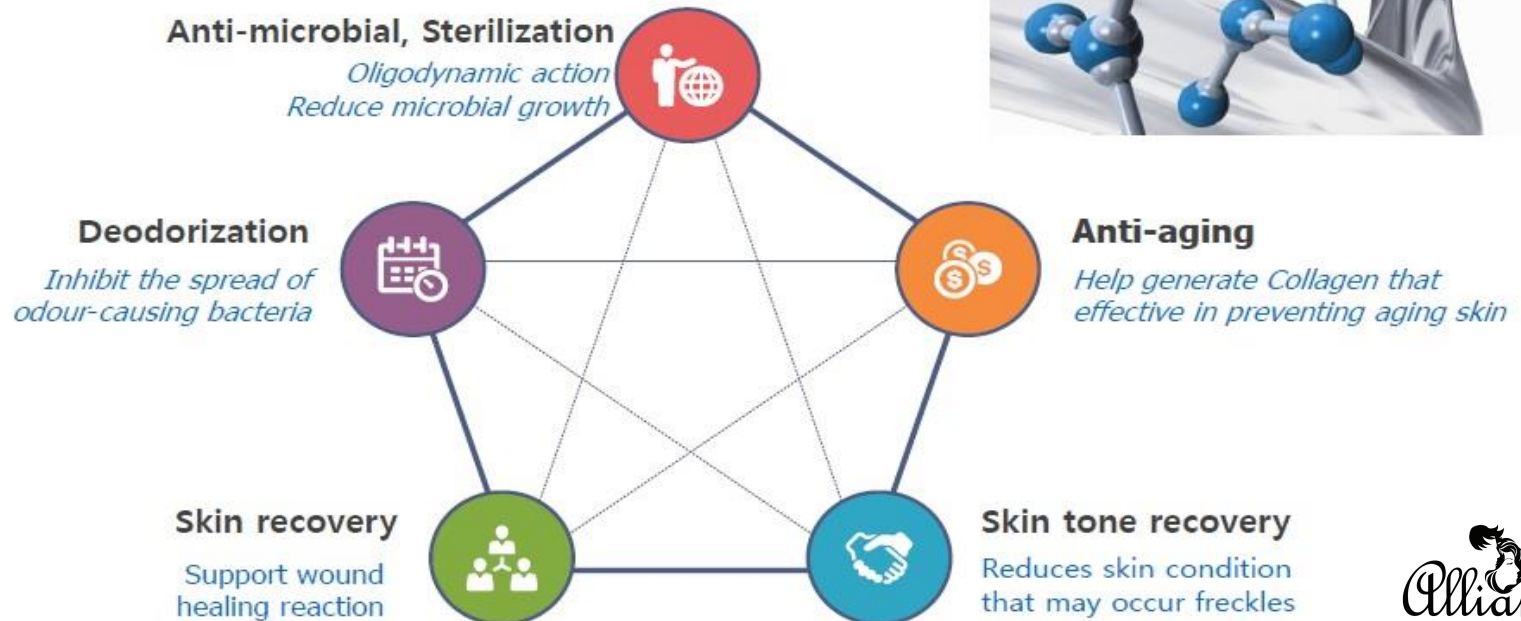 Anti-microbial, Sterilization
Oligodynamic action
Reduce microbial growth
Deodorization
Inhibit the spread of
odour-causing bacteria
Anti-aging
Help generate Collagen that
effective in preventing aging skin
Skin recovery
Support wound
healing reaction
Skin tone recovery
Reduces skin condition
that may occur freckles